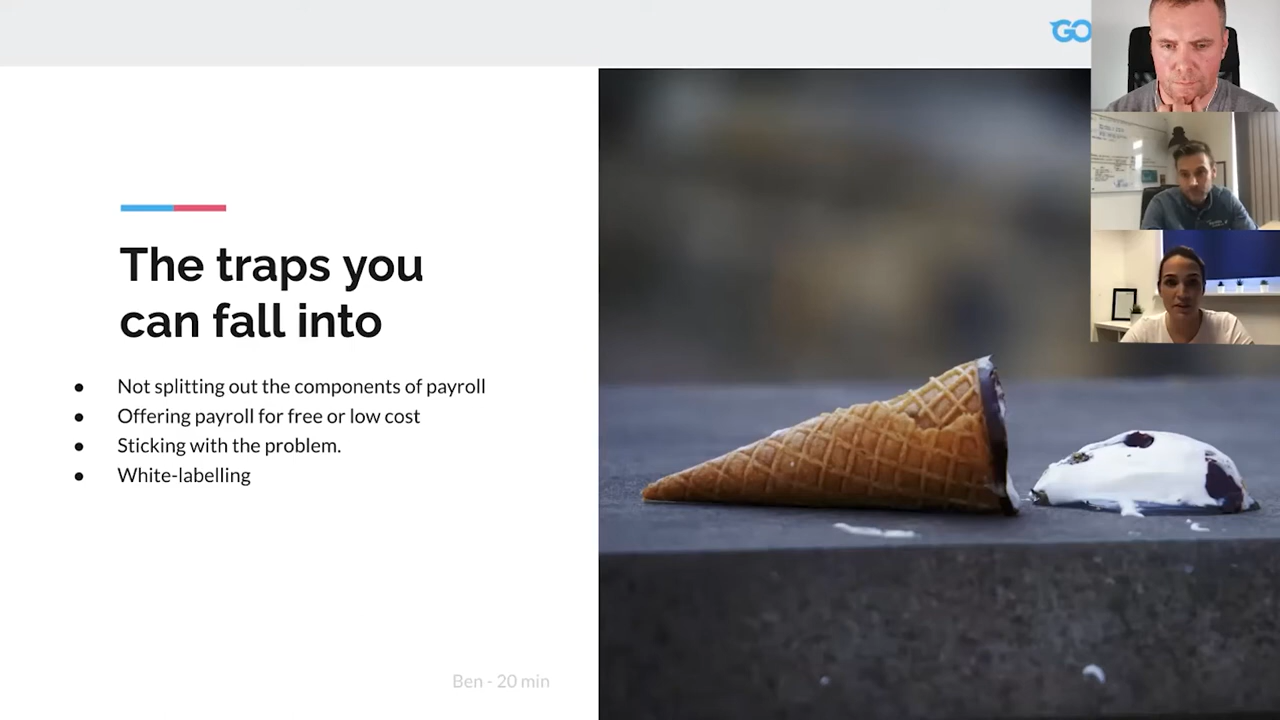 GO
The traps you
can fall into
● Not splitting out the components of payroll
● Offering payroll for free or low cost
● Sticking with the problem.
● White-labelling
Ben - 20 min